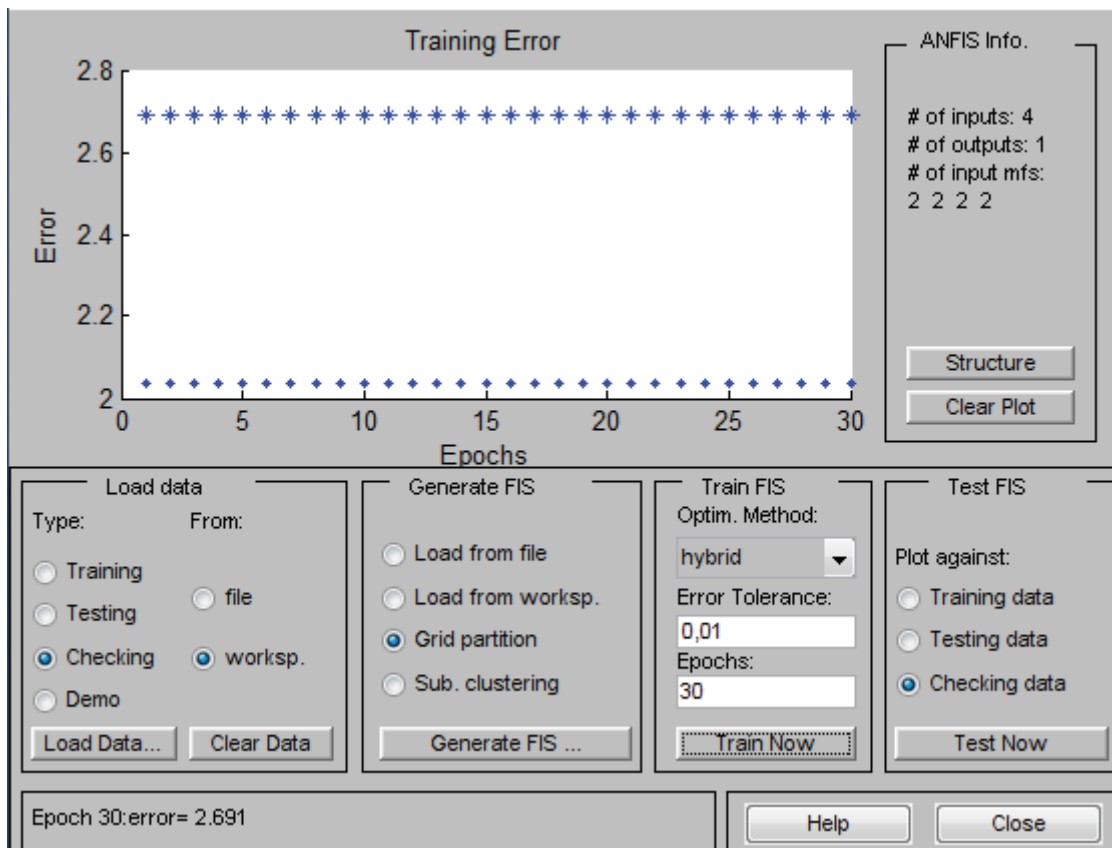 Training Error
2.8
2.6
2.4
2.2
2
Error
0
5
10
15
20
25
30
Epochs
ANFIS Info.
# of inputs: 4
# of outputs: 1
# of input mfs:
2 2 2 2
Structure
Clear Plot
Load data
Type:
From:
Training
Testing
Checking
Demo
file
worksp.
Load Data...
Clear Data
Generate FIS
Load from file
Load from worksp.
Grid partition
Sub. clustering
Generate FIS ...
Train FIS
Optim. Method:
hybrid
Error Tolerance:
0,01
Epochs:
30
Train Now
Test FIS
Plot against:
Training data
Testing data
Checking data
Test Now
Epoch 30:error= 2.691
Help
Close